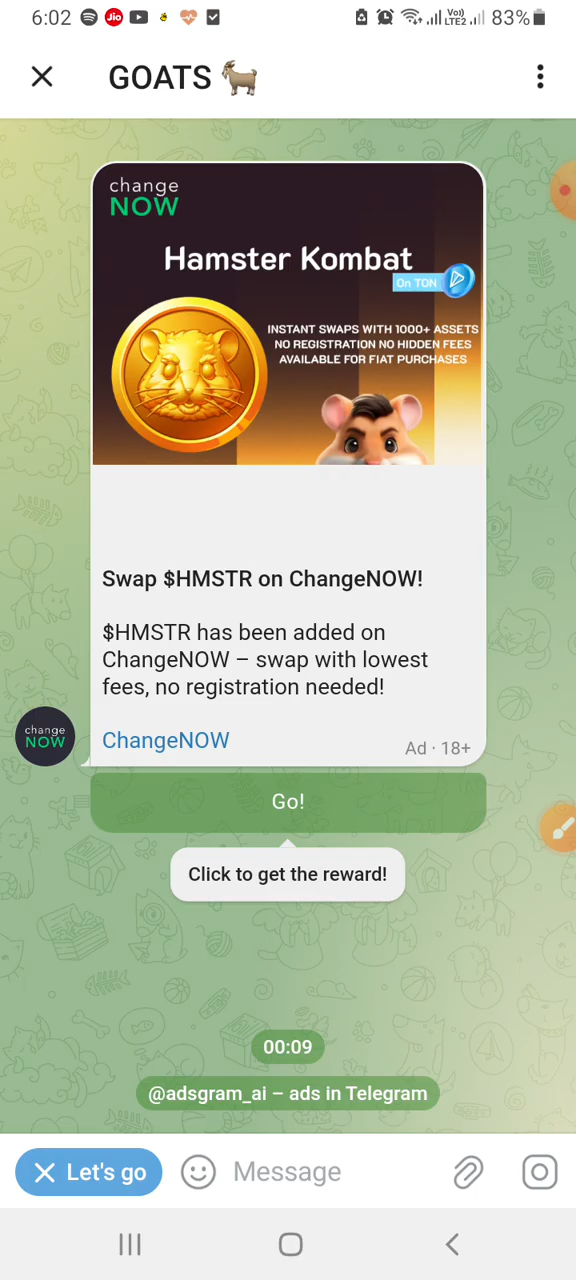 6:02
Jio
Vo)
LTE2
83%
GOATS
change
NOW
Hamster Kombat
On TON
INSTANT SWAPS WITH 1000+ ASSETS
NO REGISTRATION NO HIDDEN FEES
AVAILABLE FOR FIAT PURCHASES
Swap $HMSTR on ChangeNOW!
$HMSTR has been added on
ChangeNOW – swap with lowest
fees, no registration needed!
ChangeNOW
Ad · 18+
change
NOW
Go!
Click to get the reward!
00:09
@adsgram_ai – ads in Telegram
Let's go
Message